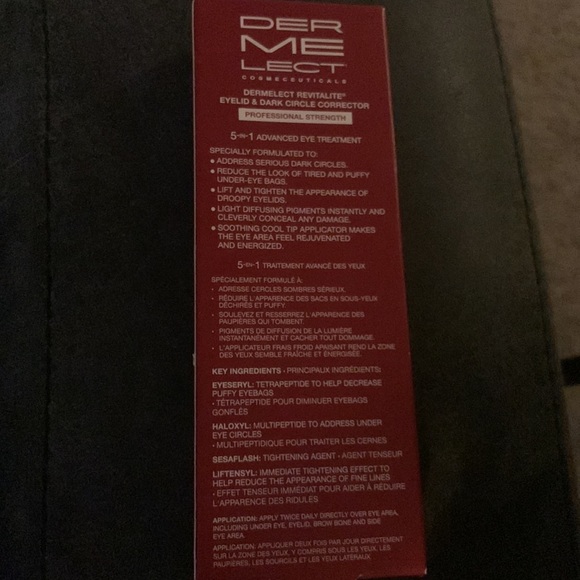 DER
ME
LECT
COSMECEUTICALS
DERMELECT REVITALITE®
EYELID & DARK CIRCLE CORRECTOR
PROFESSIONAL STRENGTH
5-IN-1 ADVANCED EYE TREATMENT
SPECIALLY FORMULATED TO:
• ADDRESS SERIOUS DARK CIRCLES.
• REDUCE THE LOOK OF TIRED AND PUFFY
UNDER-EYE BAGS.
• LIFT AND TIGHTEN THE APPEARANCE OF
DROOPY EYELIDS.
• LIGHT DIFFUSING PIGMENTS INSTANTLY AND
CLEVERLY CONCEAL ANY DAMAGE.
• SOOTHING COOL TIP APPLICATOR MAKES
THE EYE AREA FEEL REJUVENATED
AND ENERGIZED.
5-EN-1 TRAITEMENT AVANCÉ DES YEUX
SPÉCIALEMENT FORMULÉ À:
• ADRESSE CERCLES SOMBRES SÉRIEUX.
• RÉDUIRE L'APPARENCE DES SACS EN SOUS-YEUX
DÉCHIRÉS ET PUFFY.
• SOULEVEZ ET RESSERREZ L'APPARENCE DES
PAUPIÈRES QUI TOMBENT.
• PIGMENTS DE DIFFUSION DE LA LUMIÈRE
INSTANTANÉMENT ET CACHER TOUT DOMMAGE.
• L'APPLICATEUR FRAIS FROID APAISANT REND LA ZONE
DES YEUX SEMBLE FRAÎCHE ET ÉNERGISÉE.
KEY INGREDIENTS • PRINCIPAUX INGRÉDIENTS:
EYESERYL: TETRAPEPTIDE TO HELP DECREASE
PUFFY EYEBAGS
• TÉTRAPEPTIDE POUR DIMINUER EYEBAGS
GONFLÉS
HALOXYL: MULTIPEPTIDE TO ADDRESS UNDER
EYE CIRCLES
• MULTIPEPTIDIQUE POUR TRAITER LES CERNES
SESAFLASH: TIGHTENING AGENT • AGENT TENSEUR
LIFTENSYL: IMMEDIATE TIGHTENING EFFECT TO
HELP REDUCE THE APPEARANCE OF FINE LINES
• EFFET TENSEUR IMMÉDIAT POUR AIDER À RÉDUIRE
L'APPARENCE DES RIDULES
APPLICATION: APPLY TWICE DAILY DIRECTLY OVER EYE AREA,
INCLUDING UNDER EYE, EYELID, BROW BONE AND SIDE
EYE AREA.
APPLICATION: APPLIQUER DEUX FOIS PAR JOUR DIRECTEMENT
SUR LA ZONE DES YEUX, Y COMPRIS SOUS LES YEUX, LES
PAUPIÈRES, LES SOURCILS ET LES YEUX LATÉRAUX.